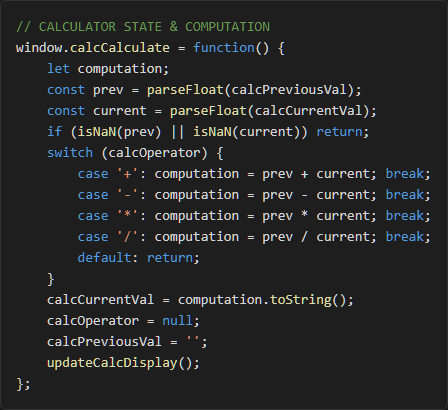 // CALCULATOR STATE & COMPUTATION
window.calcCalculate = function() {
    let computation;
    const prev = parseFloat(calcPreviousVal);
    const current = parseFloat(calcCurrentVal);
    if (isNaN(prev) || isNaN(current)) return;
    switch (calcOperator) {
        case '+': computation = prev + current; break;
        case '-': computation = prev - current; break;
        case '*': computation = prev * current; break;
        case '/': computation = prev / current; break;
        default: return;
    }
    calcCurrentVal = computation.toString();
    calcOperator = null;
    calcPreviousVal = '';
    updateCalcDisplay();
};